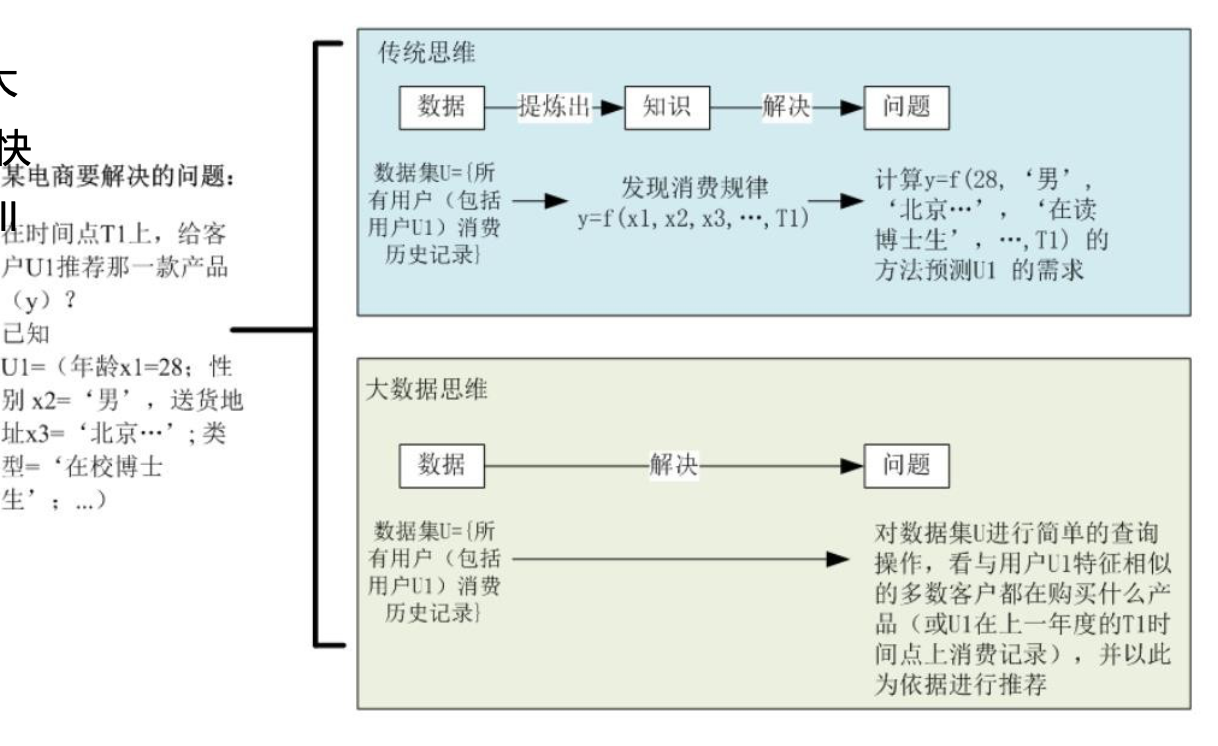 快
某电商要解决的问题：
在时间点T1上，给客
户U1推荐那一款产品
（y）？
已知
U1=（年龄x1=28；性
别 x2=‘男’，送货地
址x3=‘北京…’；类
型=‘在校博士
生’；...）
传统思维
数据
提炼出
知识
解决
问题
数据集U={所
有用户（包括
用户U1）消费
历史记录}
发现消费规律
y=f(x1, x2, x3, …, T1)
计算y=f(28, ‘男’,
‘北京…’, ‘在读
博士生’, …, T1) 的
方法预测U1 的需求
大数据思维
数据
解决
问题
数据集U={所
有用户（包括
用户U1）消费
历史记录}
对数据集U进行简单的查询
操作，看与用户U1特征相似
的多数客户都在购买什么产
品（或U1在上一年度的T1时
间点上消费记录），并以此
为依据进行推荐